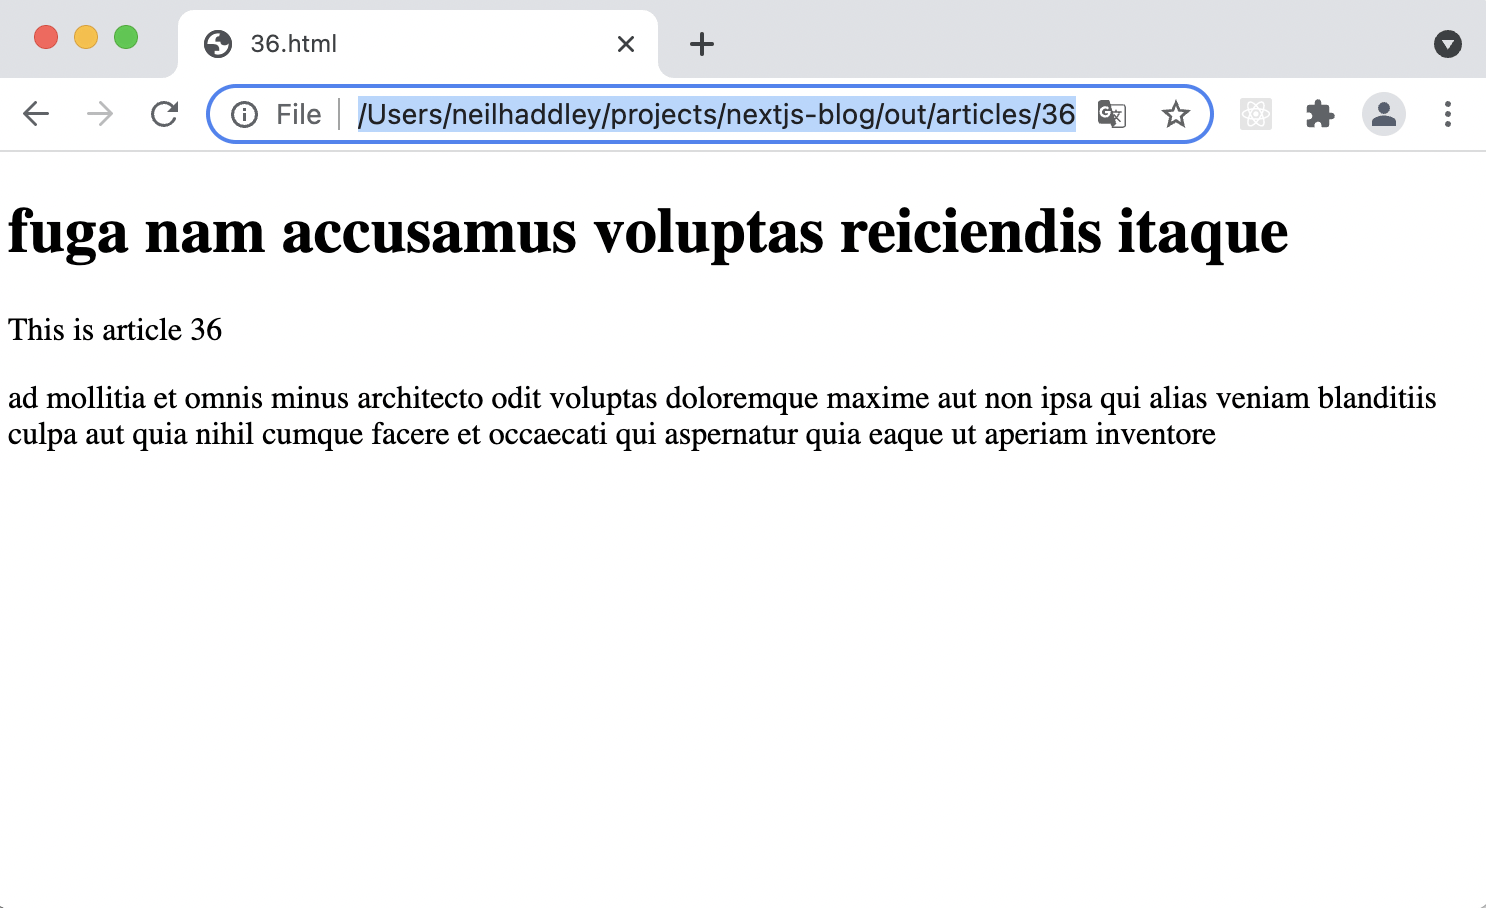 36.html
File
/Users/neilhaddley/projects/nextjs-blog/out/articles/36
fuga nam accusamus voluptas reiciendis itaque
This is article 36
ad mollitia et omnis minus architecto odit voluptas doloremque maxime aut non ipsa qui alias veniam blanditiis
culpa aut quia nihil cumque facere et occaecati qui aspernatur quia eaque ut aperiam inventore